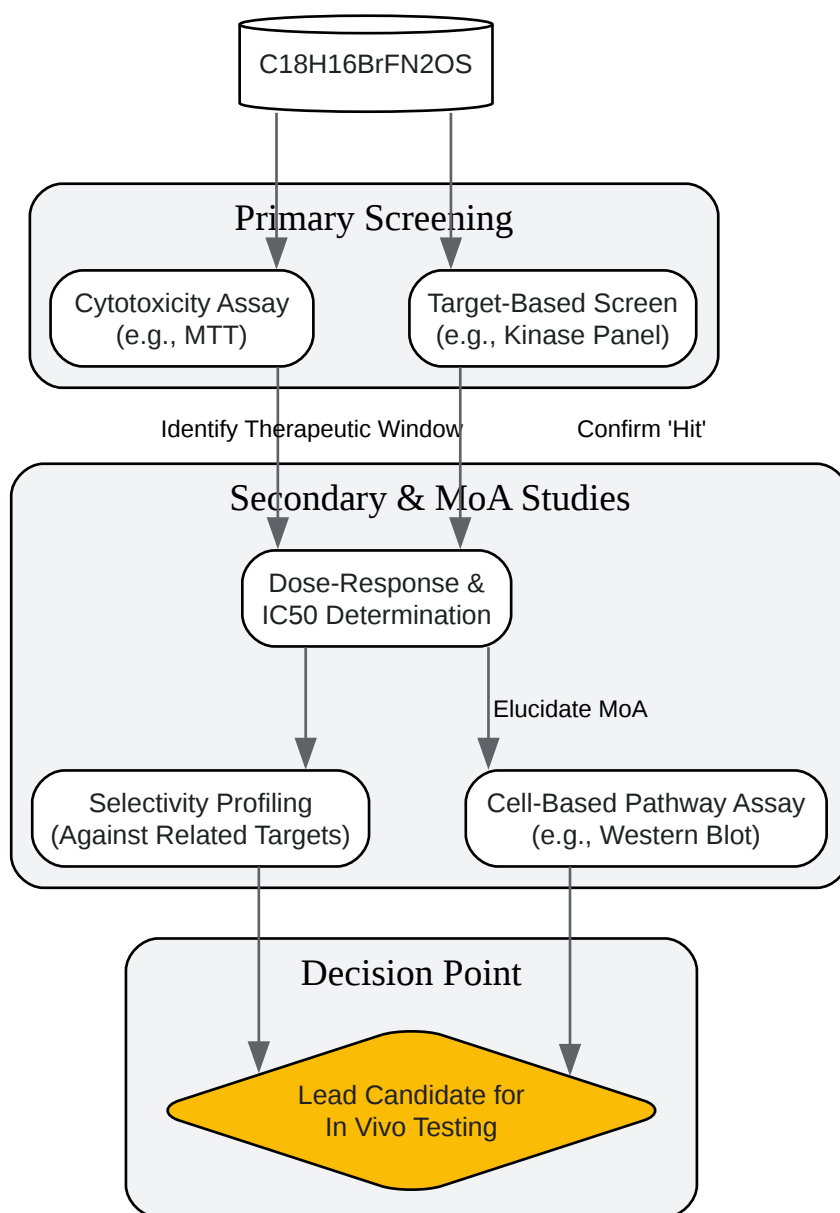 C18H16BrFN2OS
Primary Screening
Cytotoxicity Assay
(e.g., MTT)
Target-Based Screen
(e.g., Kinase Panel)
Identify Therapeutic Window
Confirm 'Hit'
Secondary & MoA Studies
Dose-Response &
IC50 Determination
Elucidate MoA
Selectivity Profiling
(Against Related Targets)
Cell-Based Pathway Assay
(e.g., Western Blot)
Decision Point
Lead Candidate for
In Vivo Testing